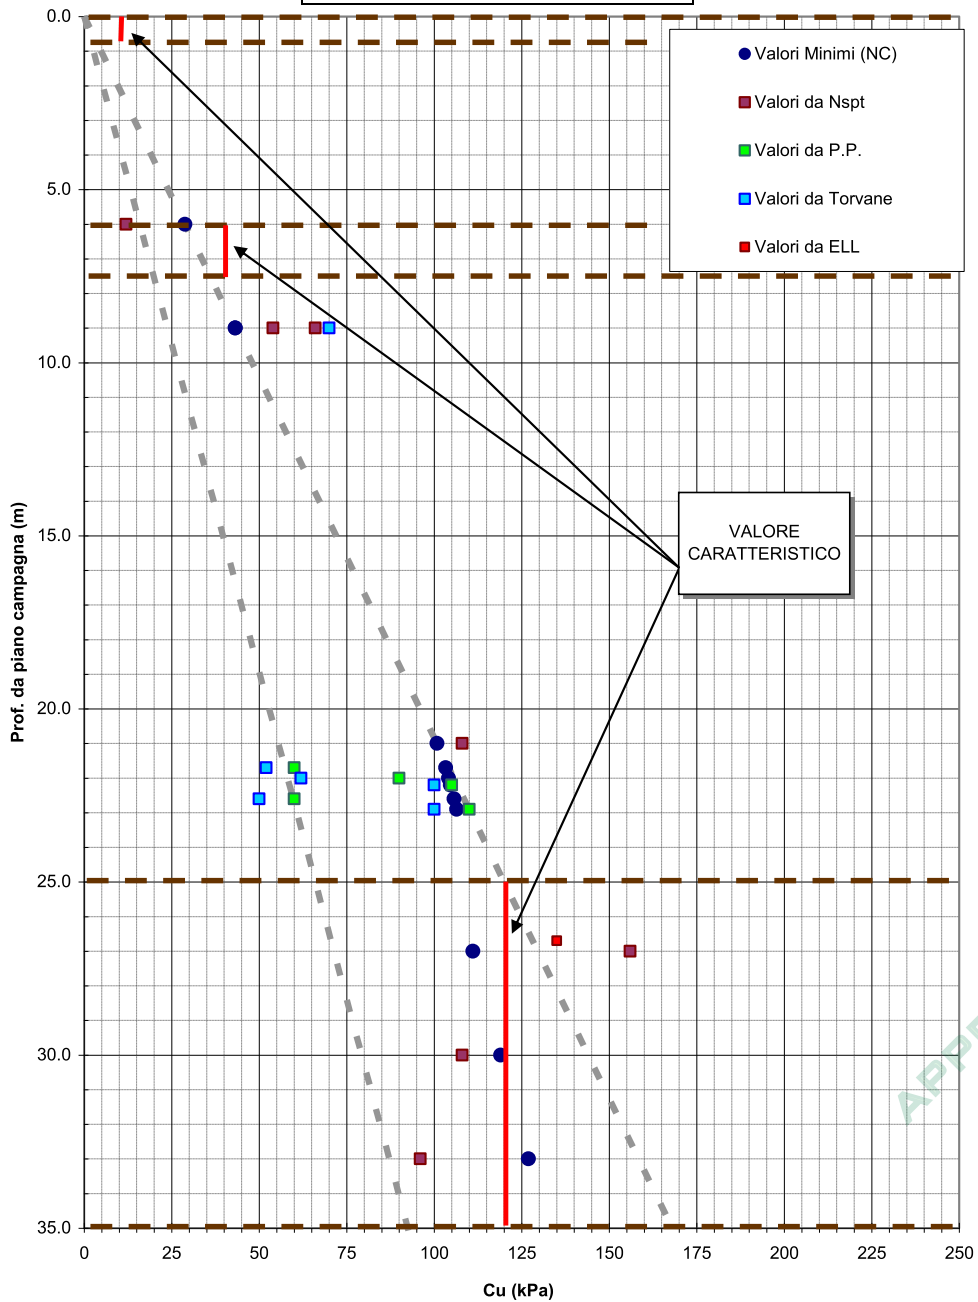 0.0
5.0
10.0
15.0
20.0
25.0
30.0
35.0
Prof. da piano campagna (m)
Valori Minimi (NC)
Valori da Nspt
Valori da P.P.
Valori da Torvane
Valori da ELL
VALORE
CARATTERISTICO
0 25 50 75 100 125 150 175 200 225 250
Cu (kPa)